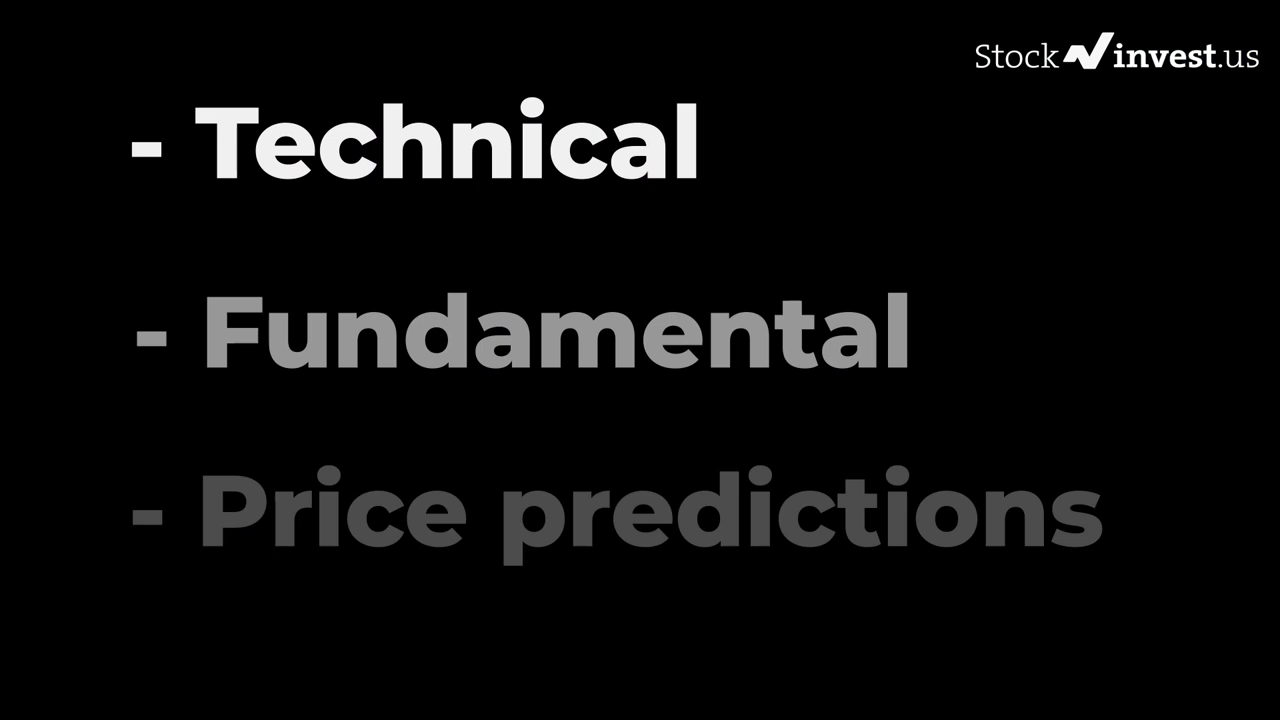 Stock invest.us
- Technical
- Fundamental
- Price predictions